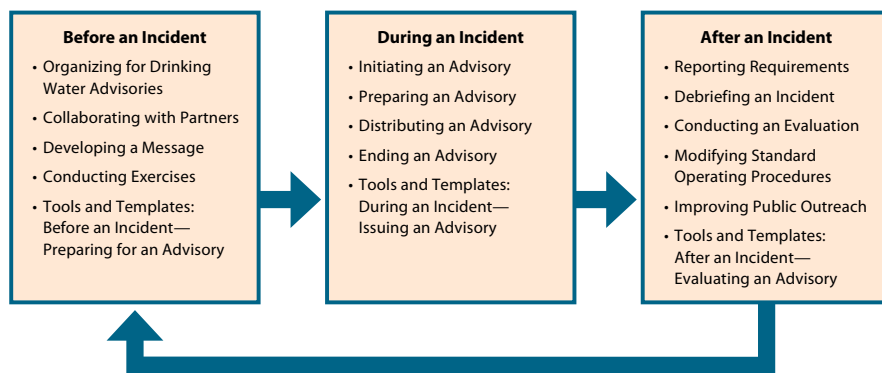 Before an Incident
• Organizing for Drinking
Water Advisories
• Collaborating with Partners
• Developing a Message
• Conducting Exercises
• Tools and Templates:
Before an Incident—
Preparing for an Advisory
During an Incident
• Initiating an Advisory
• Preparing an Advisory
• Distributing an Advisory
• Ending an Advisory
• Tools and Templates:
During an Incident—
Issuing an Advisory
After an Incident
• Reporting Requirements
• Debriefing an Incident
• Conducting an Evaluation
• Modifying Standard
Operating Procedures
• Improving Public Outreach
• Tools and Templates:
After an Incident—
Evaluating an Advisory